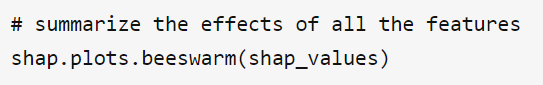 # summarize the effects of all the features
shap.plots.beeswarm(shap_values)